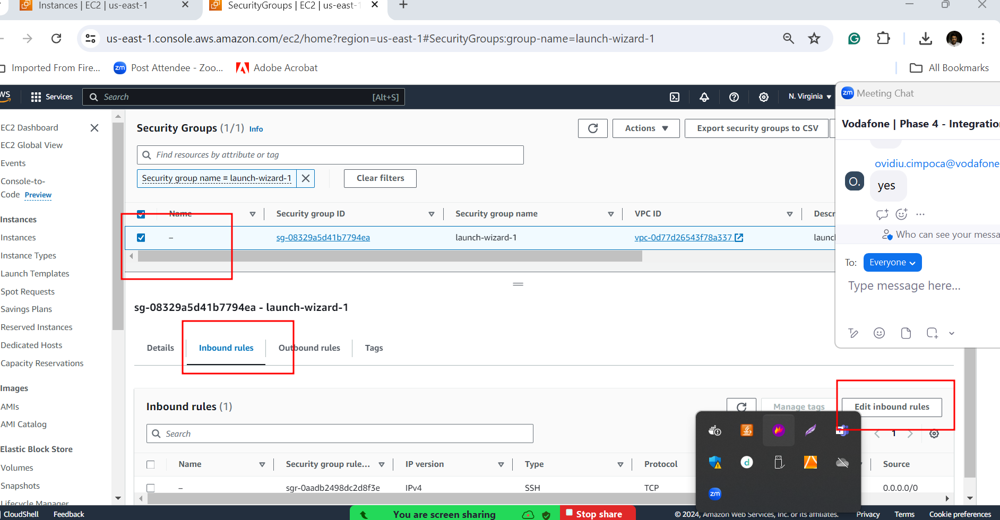 Instances | EC2 | us-east-1
SecurityGroups | EC2 | us-east-1
us-east-1.console.aws.amazon.com/ec2/home?region=us-east-1#SecurityGroups:group-name=launch-wizard-1
Imported From Fire...
zm Post Attendee - Zoo...
Adobe Acrobat
All Bookmarks
Services
Search [Alt+S]
N. Virginia
zm Meeting Chat
EC2 Dashboard
EC2 Global View
Events
Console-to-
Code Preview
Instances
Instances
Instance Types
Launch Templates
Spot Requests
Savings Plans
Reserved Instances
Dedicated Hosts
Capacity Reservations
Images
AMIs
AMI Catalog
Elastic Block Store
Volumes
Snapshots
Lifecycle Manager
Security Groups (1/1) Info
Actions
Export security groups to CSV
Find resources by attribute or tag
Security group name = launch-wizard-1
Clear filters
Name Security group ID Security group name VPC ID Descr
– sg-08329a5d41b7794ea launch-wizard-1 vpc-0d77d26543f78a337 launc
sg-08329a5d41b7794ea - launch-wizard-1
Details Inbound rules Outbound rules Tags
Inbound rules (1)
Manage tags Edit inbound rules
Search
1
Name Security group rule... IP version Type Protocol Source
– sgr-0aadb2498dc2d8f3e IPv4 SSH TCP 0.0.0.0/0
Vodafone | Phase 4 - Integration
ovidiu.cimpoca@vodafone
O.
yes
Who can see your messa
To: Everyone
Type message here...
zm
CloudShell Feedback
You are screen sharing Stop share
© 2024, Amazon Web Services, Inc. or its affiliates. Privacy Terms Cookie preferences